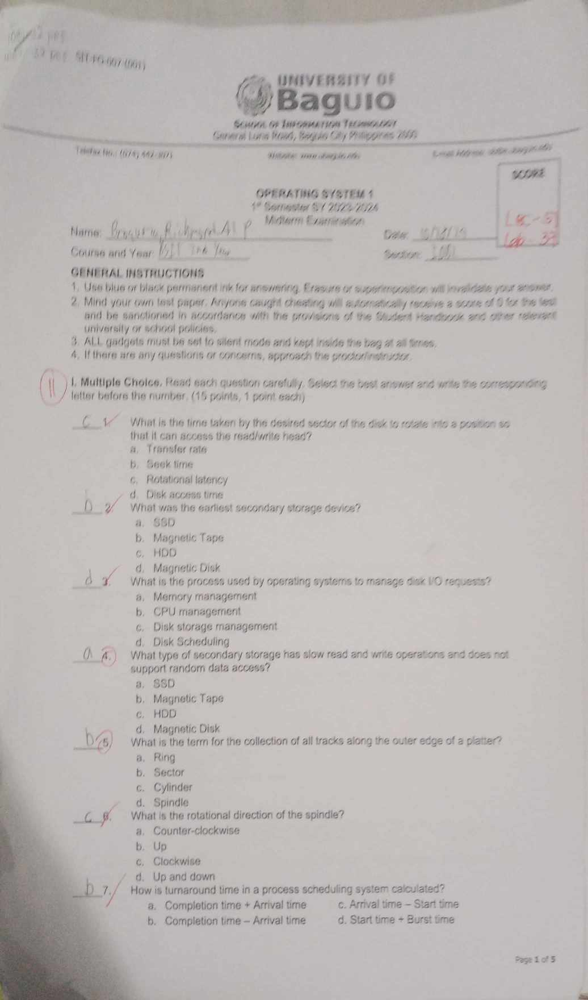 SIT-FO-007 (001)
UNIVERSITY OF
Baguio
SCHOOL OF INFORMATION TECHNOLOGY
General Luna Road, Baguio City Philippines 2600
Telefax No.: (074) 442-3071
Website: www.ubaguio.edu
SCORE
OPERATING SYSTEM 1
1st Semester SY 2023-2024
Midterm Examination
Lec - 51
Lab - 37
Name:
Date:
Course and Year: BSIT 2nd Year
Section:
GENERAL INSTRUCTIONS
1. Use blue or black permanent ink for answering. Erasure or superimposition will invalidate your answer.
2. Mind your own test paper. Anyone caught cheating will automatically receive a score of 0 for the test
and be sanctioned in accordance with the provisions of the Student Handbook and other relevant
university or school policies.
3. ALL gadgets must be set to silent mode and kept inside the bag at all times.
4. If there are any questions or concerns, approach the proctor/instructor.
11
I. Multiple Choice. Read each question carefully. Select the best answer and write the corresponding
letter before the number. (15 points, 1 point each)
C 1. What is the time taken by the desired sector of the disk to rotate into a position so
that it can access the read/write head?
a. Transfer rate
b. Seek time
c. Rotational latency
d. Disk access time
b 2. What was the earliest secondary storage device?
a. SSD
b. Magnetic Tape
c. HDD
d. Magnetic Disk
d 3. What is the process used by operating systems to manage disk I/O requests?
a. Memory management
b. CPU management
c. Disk storage management
d. Disk Scheduling
a 4. What type of secondary storage has slow read and write operations and does not
support random data access?
a. SSD
b. Magnetic Tape
c. HDD
d. Magnetic Disk
b 5. What is the term for the collection of all tracks along the outer edge of a platter?
a. Ring
b. Sector
c. Cylinder
d. Spindle
C 6. What is the rotational direction of the spindle?
a. Counter-clockwise
b. Up
c. Clockwise
d. Up and down
b 7. How is turnaround time in a process scheduling system calculated?
a. Completion time + Arrival time c. Arrival time – Start time
b. Completion time – Arrival time d. Start time + Burst time
Page 1 of 5